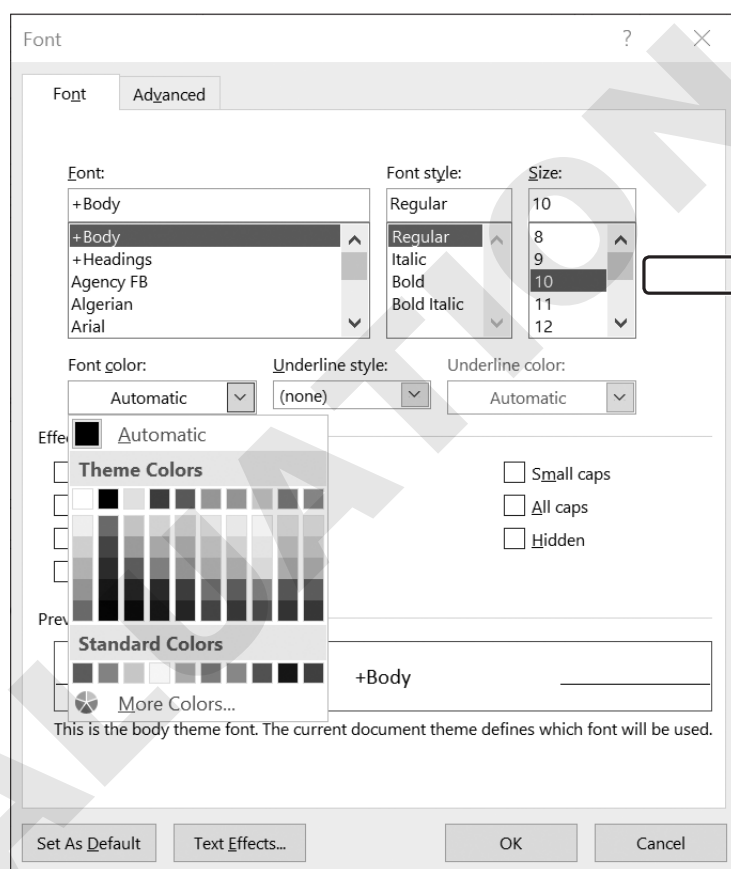 Font ?
Font Advanced
Font: Font style: Size:
+Body Regular 10
+Body Regular 8
+Headings Italic 9
Agency FB Bold 10
Algerian Bold Italic 11
Arial 12
Font color: Underline style: Underline color:
Automatic (none) Automatic
Automatic
Effe
Theme Colors
Small caps
All caps
Hidden
Prev
Standard Colors
+Body
More Colors...
This is the body theme font. The current document theme defines which font will be used.
Set As Default Text Effects... OK Cancel
ALUATION